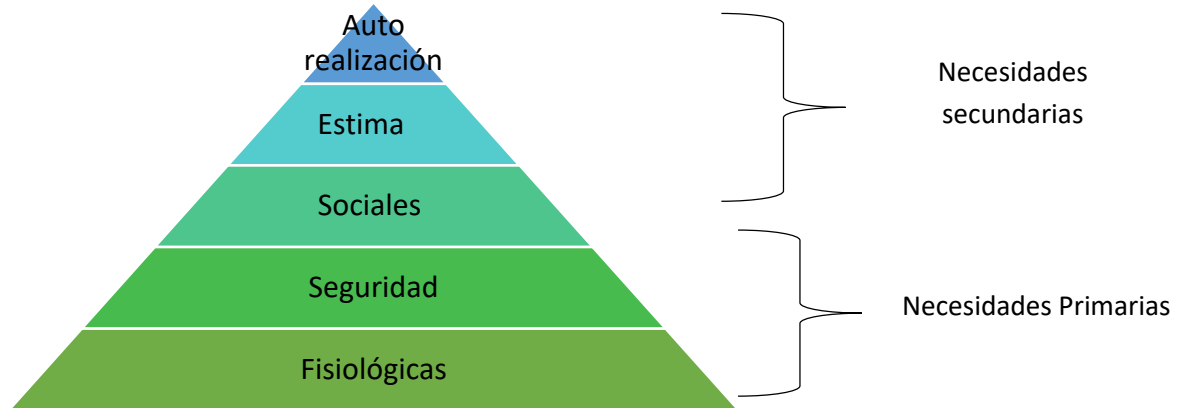 Auto
realización
Estima
Sociales
Seguridad
Fisiológicas
Necesidades
secundarias
Necesidades Primarias